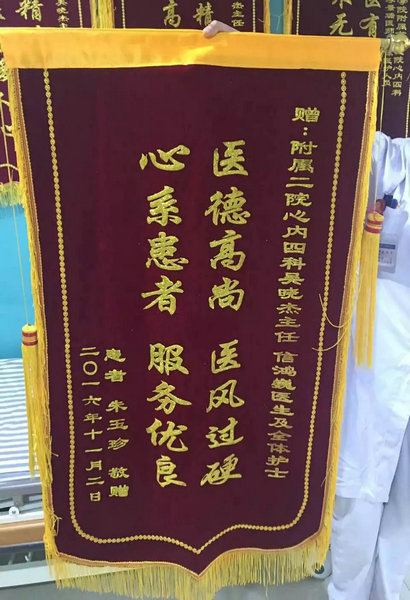 赠：附属二院心内四科吴晓杰主任 信鸿巍医生及全体护士
医德高尚 医风过硬
心系患者 服务优良
患者 朱玉珍 敬赠
二〇一六年十一月二日